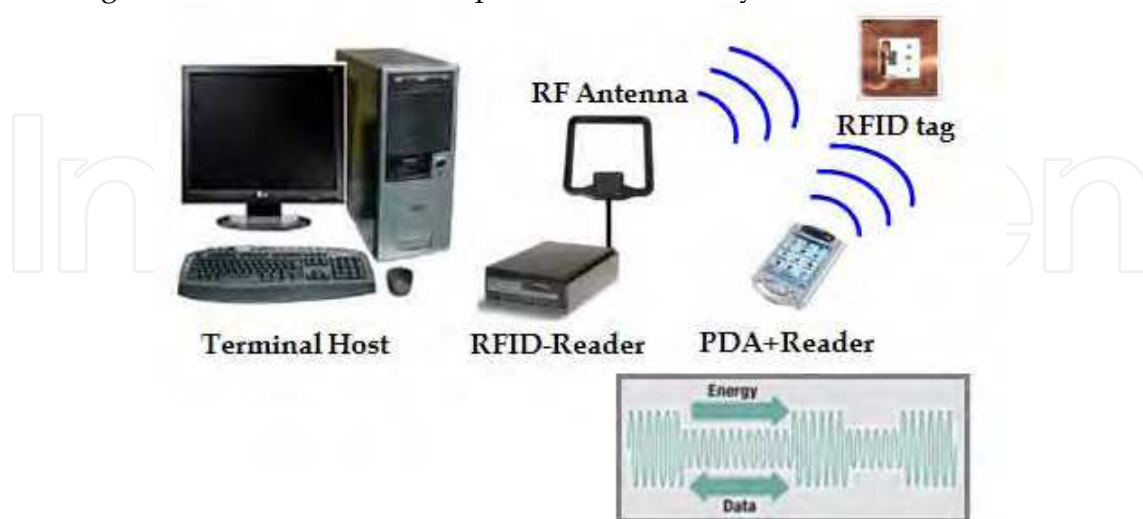 RF Antenna
RFID tag
Terminal Host
RFID-Reader
PDA+Reader
Energy
Data